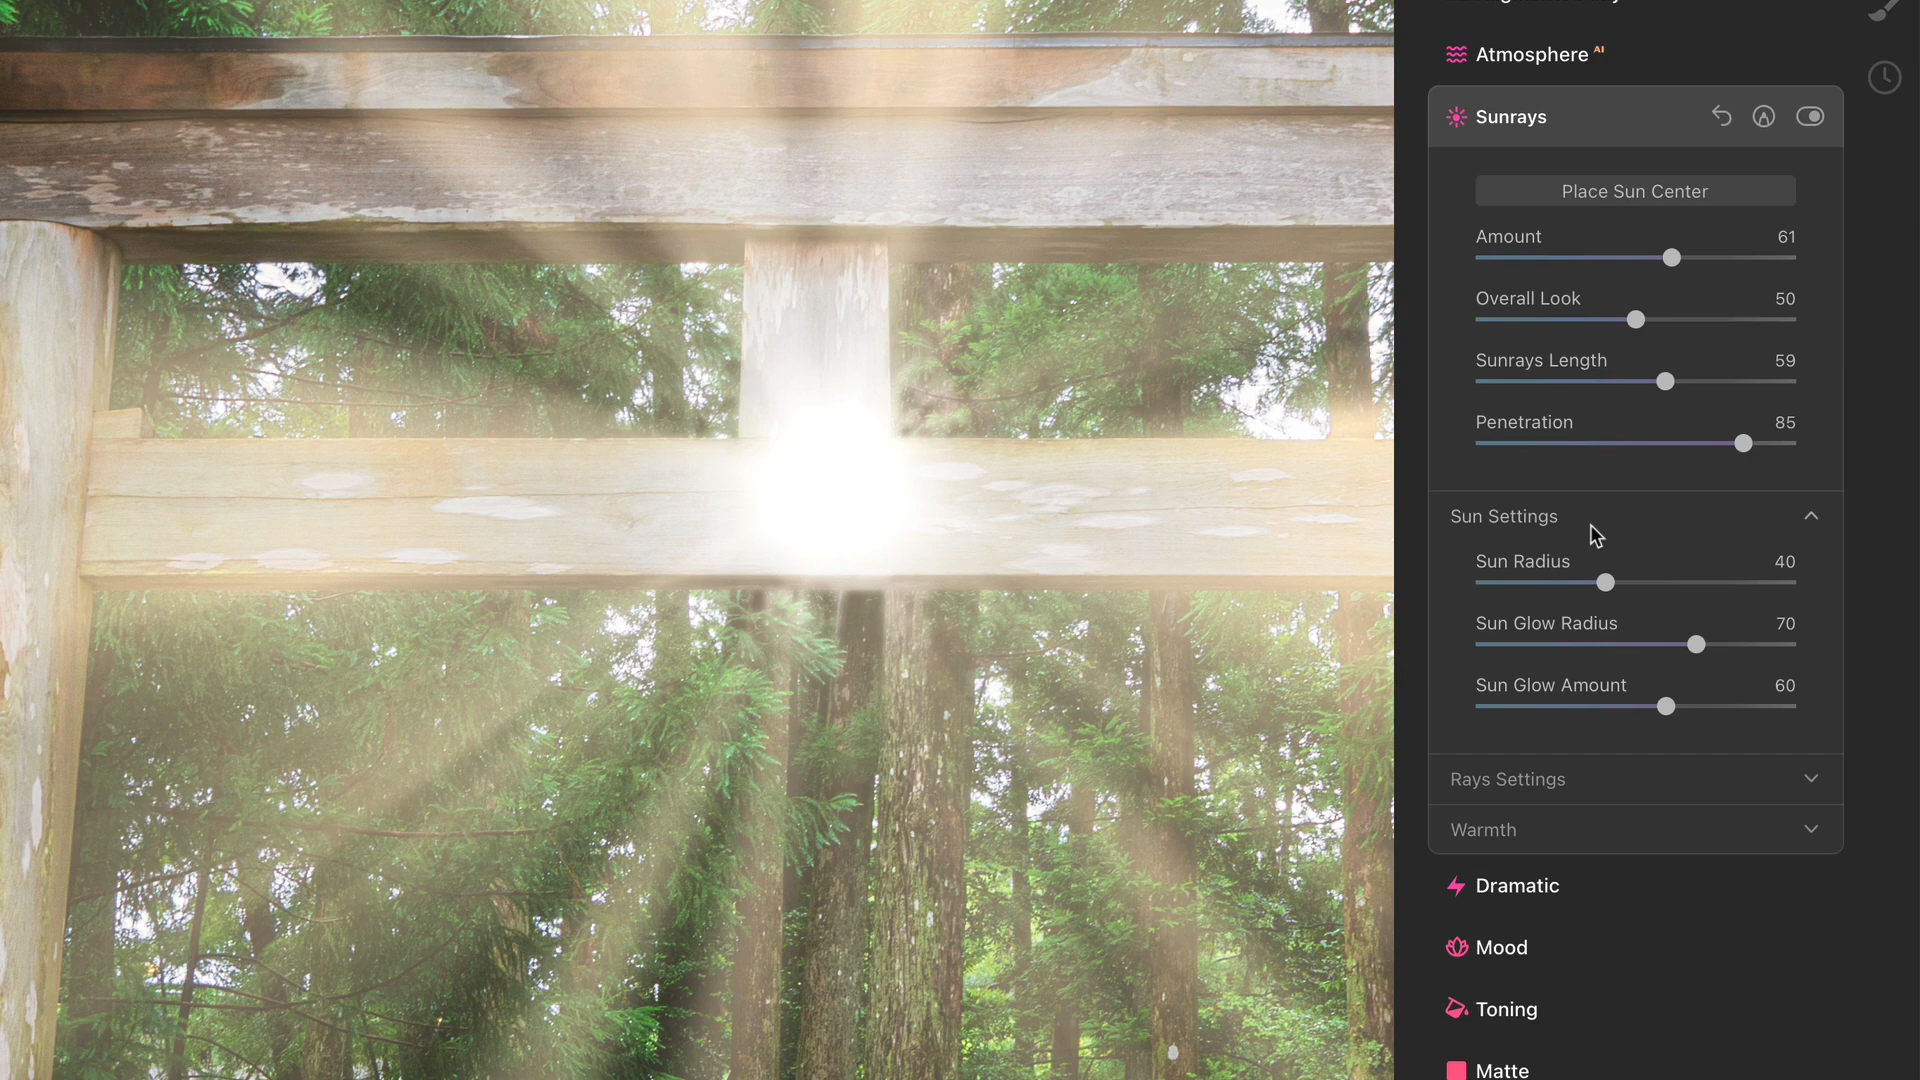 Atmosphere AI
Sunrays
Place Sun Center
Amount 61
Overall Look 50
Sunrays Length 59
Penetration 85
Sun Settings
Sun Radius 40
Sun Glow Radius 70
Sun Glow Amount 60
Rays Settings
Warmth
Dramatic
Mood
Toning
Matte